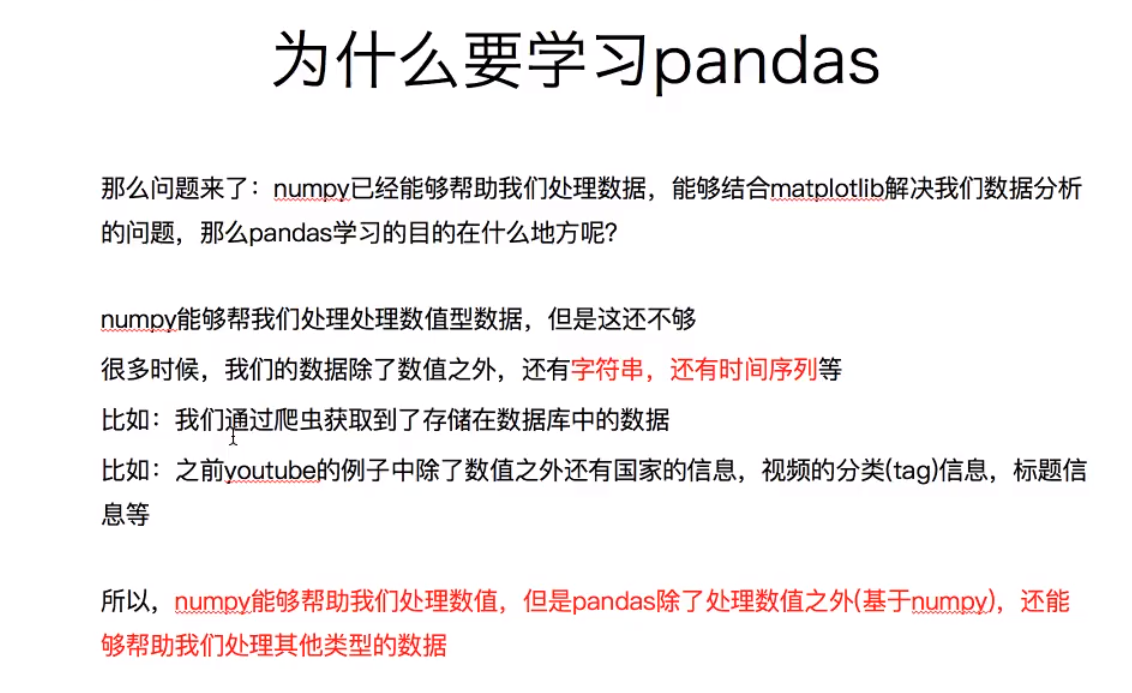 为什么要学习pandas
那么问题来了：numpy已经能够帮助我们处理数据，能够结合matplotlib解决我们数据分析
的问题，那么pandas学习的目的在什么地方呢？
numpy能够帮我们处理处理数值型数据，但是这还不够
很多时候，我们的数据除了数值之外，还有字符串，还有时间序列等
比如：我们通过爬虫获取到了存储在数据库中的数据
比如：之前youtube的例子中除了数值之外还有国家的信息，视频的分类(tag)信息，标题信
息等
所以，numpy能够帮助我们处理数值，但是pandas除了处理数值之外(基于numpy)，还能
够帮助我们处理其他类型的数据